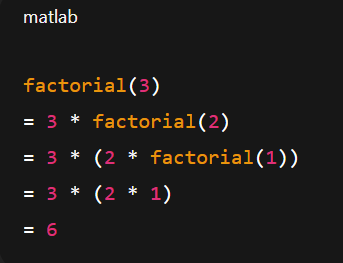 matlab
factorial(3)
= 3 * factorial(2)
= 3 * (2 * factorial(1))
= 3 * (2 * 1)
= 6